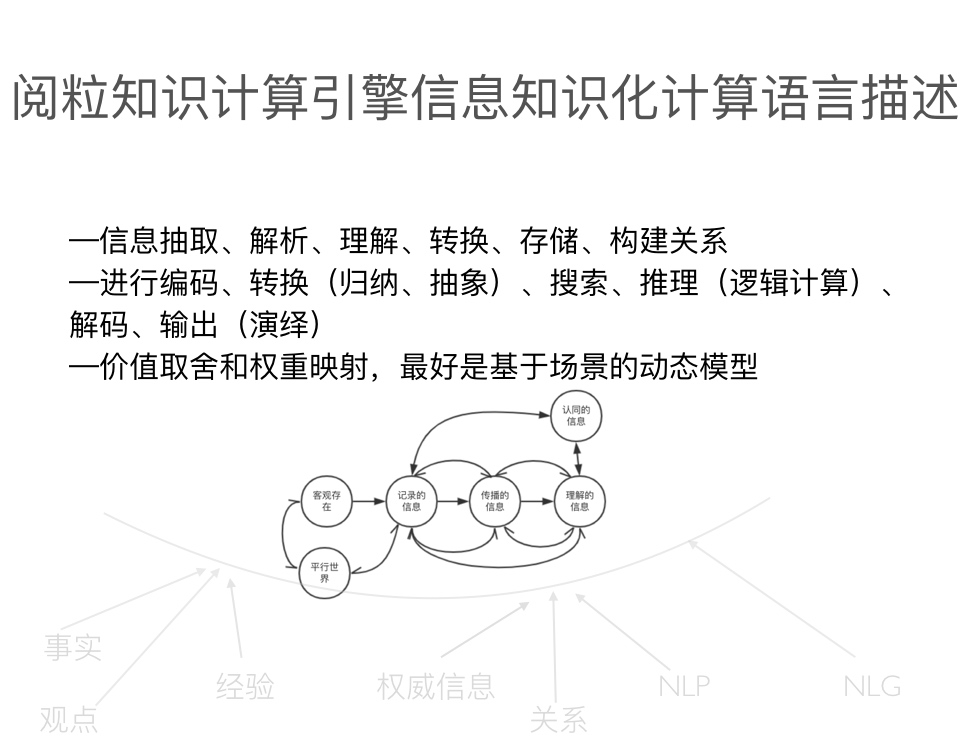 阅粒知识计算引擎信息知识化计算语言描述
—信息抽取、解析、理解、转换、存储、构建关系
—进行编码、转换（归纳、抽象）、搜索、推理（逻辑计算）、
解码、输出（演绎）
—价值取舍和权重映射，最好是基于场景的动态模型
认同的
信息
客观存
在
记录的
信息
传播的
信息
理解的
信息
平行世
界
事实
经验
权威信息
NLP
NLG
观点
关系